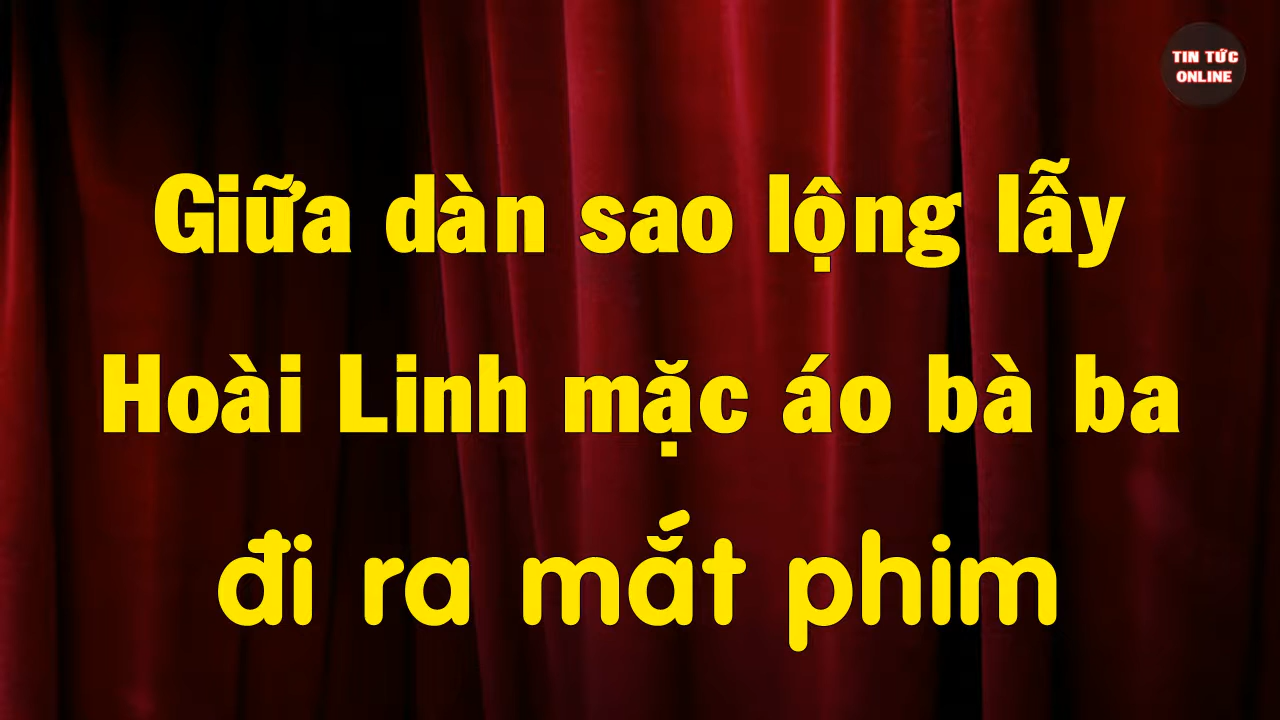 TIN TỨC
ONLINE
Giữa dàn sao lộng lẫy
Hoài Linh mặc áo bà ba
đi ra mắt phim